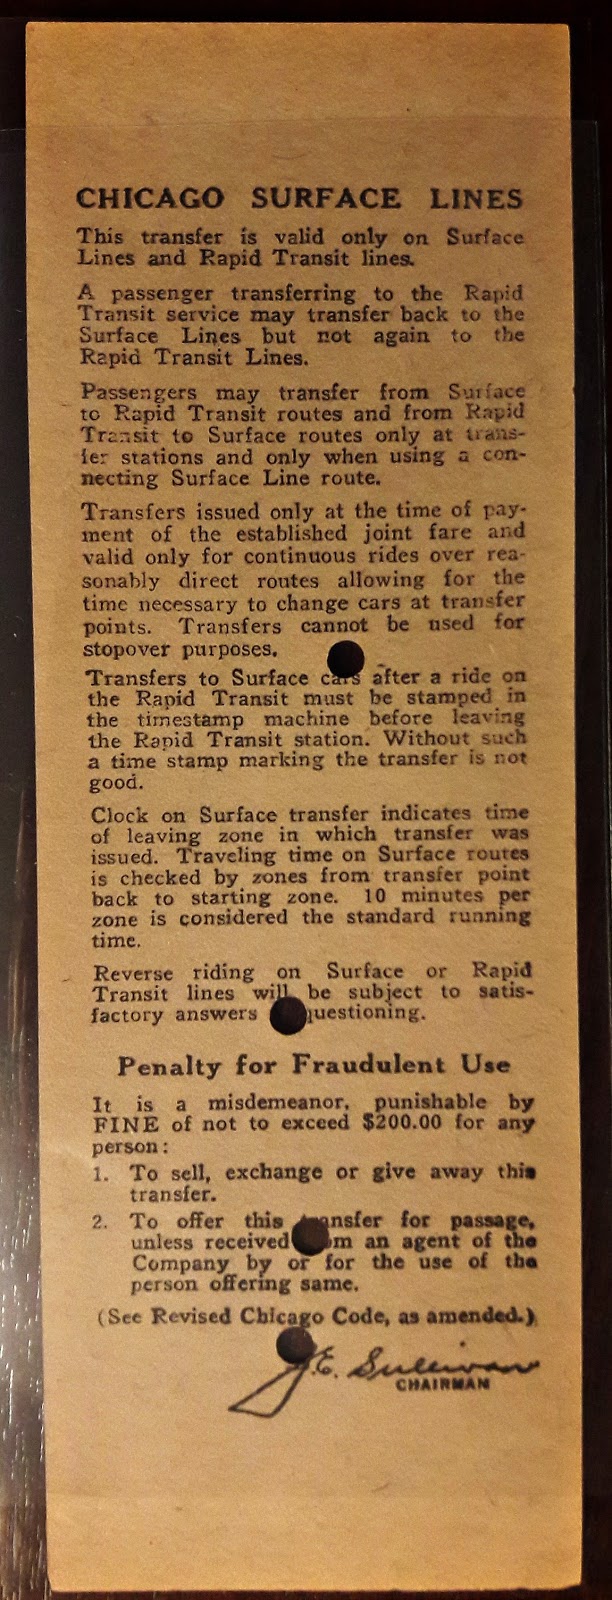 CHICAGO SURFACE LINES
This transfer is valid only on Surface
Lines and Rapid Transit lines.
A passenger transferring to the Rapid
Transit service may transfer back to the
Surface Lines but not again to the
Rapid Transit Lines.
Passengers may transfer from Surface
to Rapid Transit routes and from Rapid
Transit to Surface routes only at trans-
fer stations and only when using a con-
necting Surface Line route.
Transfers issued only at the time of pay-
ment of the established joint fare and
valid only for continuous rides over rea-
sonably direct routes allowing for the
time necessary to change cars at transfer
points. Transfers cannot be used for
stopover purposes.
Transfers to Surface cars after a ride on
the Rapid Transit must be stamped in
the timestamp machine before leaving
the Rapid Transit station. Without such
a time stamp marking the transfer is not
good.
Clock on Surface transfer indicates time
of leaving zone in which transfer was
issued. Traveling time on Surface routes
is checked by zones from transfer point
back to starting zone. 10 minutes per
zone is considered the standard running
time.
Reverse riding on Surface or Rapid
Transit lines will be subject to satis-
factory answers uestioning.
Penalty for Fraudulent Use
It is a misdemeanor, punishable by
FINE of not to exceed $200.00 for any
person:
1. To sell, exchange or give away this
transfer.
2. To offer this transfer for passage,
unless received from an agent of the
Company by or for the use of the
person offering same.
(See Revised Chicago Code, as amended.)
J.E. Sullivan
CHAIRMAN